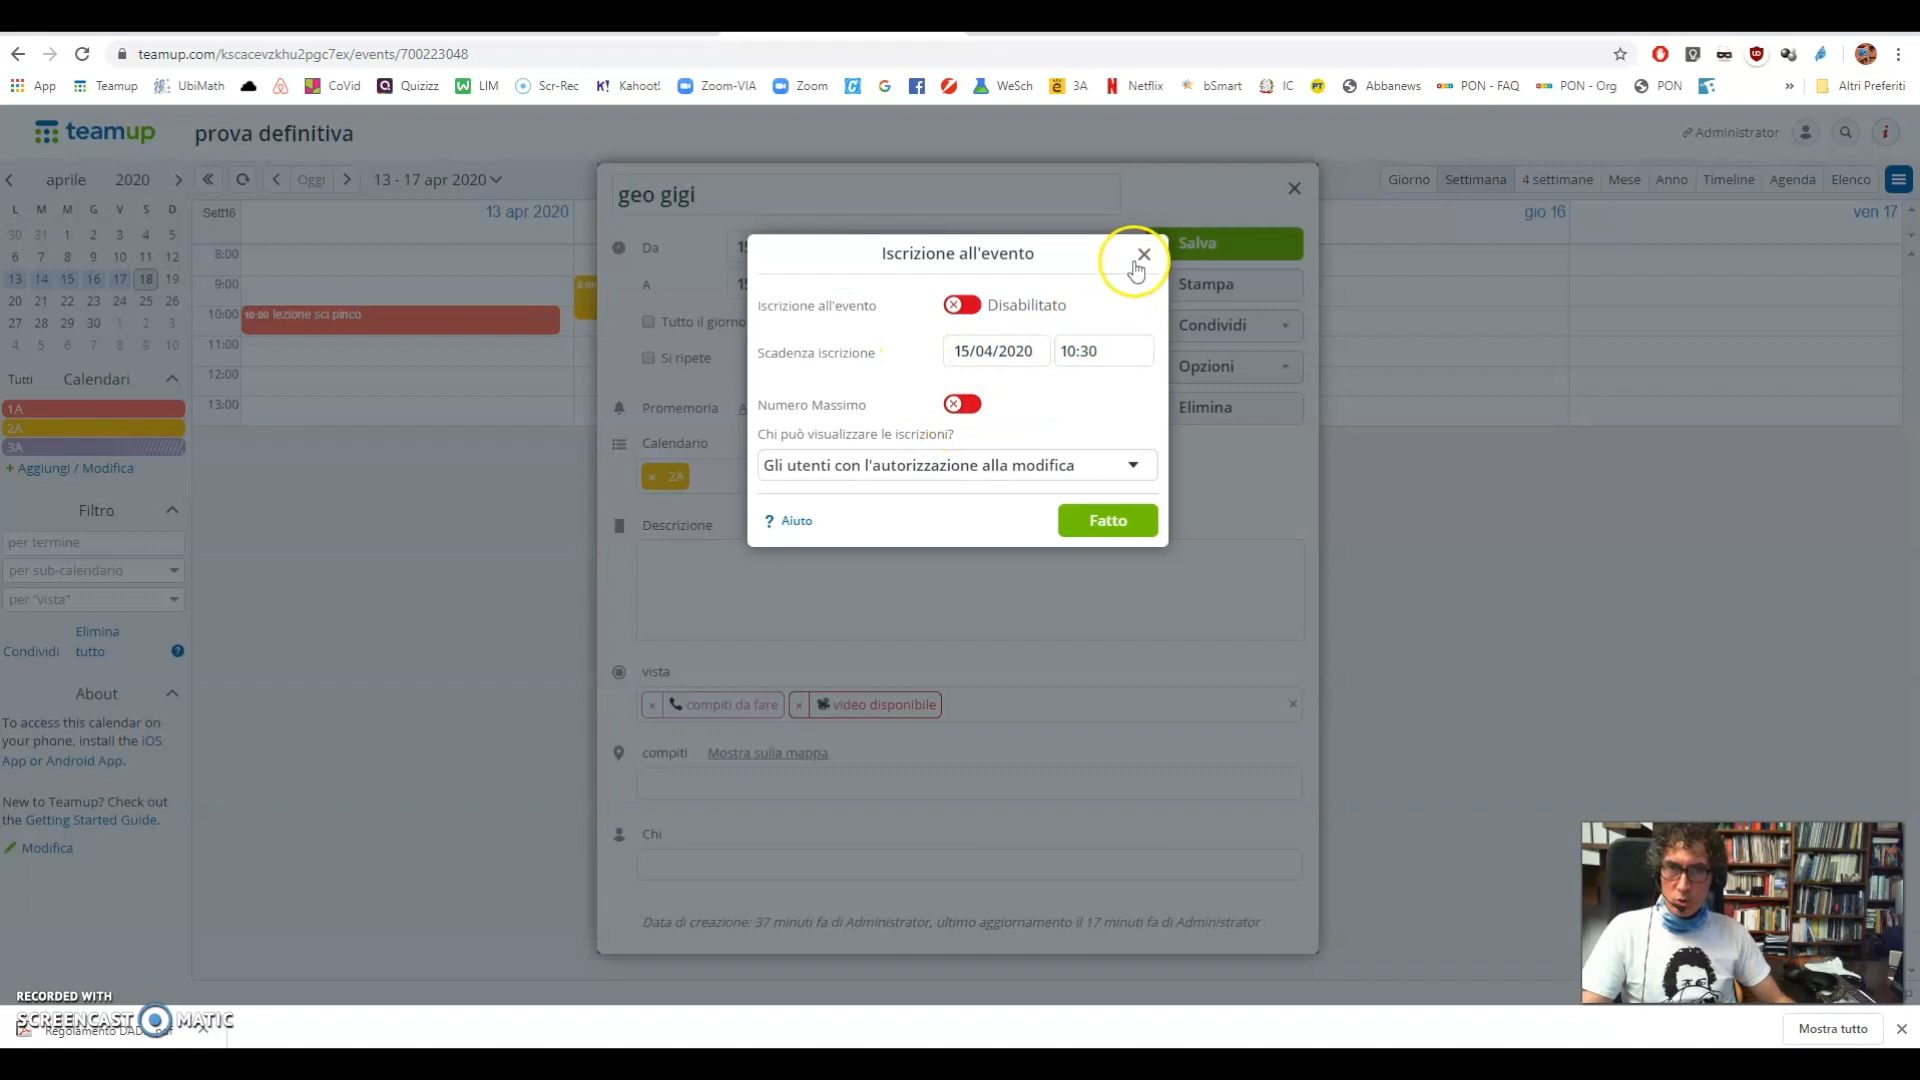 teamup.com/kscacevzkhu2pgc7ex/events/700223048
App Teamup UbiMath CoVid Quizizz LIM Scr-Rec Kahoot! Zoom-VIA Zoom WeSch 3A Netflix bSmart IC Abbanews PON - FAQ PON - Org PON » Altri Preferiti
teamup prova definitiva Administrator
aprile 2020 Oggi 13 - 17 apr 2020 Giorno Settimana 4 settimane Mese Anno Timeline Agenda Elenco
geo gigi
L M M G V S D
Sett16 13 apr 2020 gio 16 ven 17
30 31 1 2 3 4 5
6 7 8 9 10 11 12
13 14 15 16 17 18 19
20 21 22 23 24 25 26
27 28 29 30 1 2 3
4 5 6 7 8 9 10
8:00
9:00
10:00
11:00
12:00
13:00
10:00 lezione sci pinco
8:00
Tutti Calendari
1A
2A
3A
+ Aggiungi / Modifica
Filtro
per termine
per sub-calendario
per "vista"
Elimina
Condividi tutto
About
To access this calendar on
your phone, install the iOS
App or Android App.
New to Teamup? Check out
the Getting Started Guide.
Modifica
Da 15
A 15
Tutto il giorno
Si ripete
Promemoria
Calendario
2A
Descrizione
vista
compiti da fare video disponibile
compiti Mostra sulla mappa
Chi
Data di creazione: 37 minuti fa di Administrator, ultimo aggiornamento il 17 minuti fa di Administrator
Salva
Stampa
Condividi
Opzioni
Elimina
Iscrizione all'evento
Iscrizione all'evento Disabilitato
Scadenza iscrizione 15/04/2020 10:30
Numero Massimo
Chi può visualizzare le iscrizioni?
Gli utenti con l'autorizzazione alla modifica
? Aiuto Fatto
RECORDED WITH
SCREENCAST MATIC
Mostra tutto